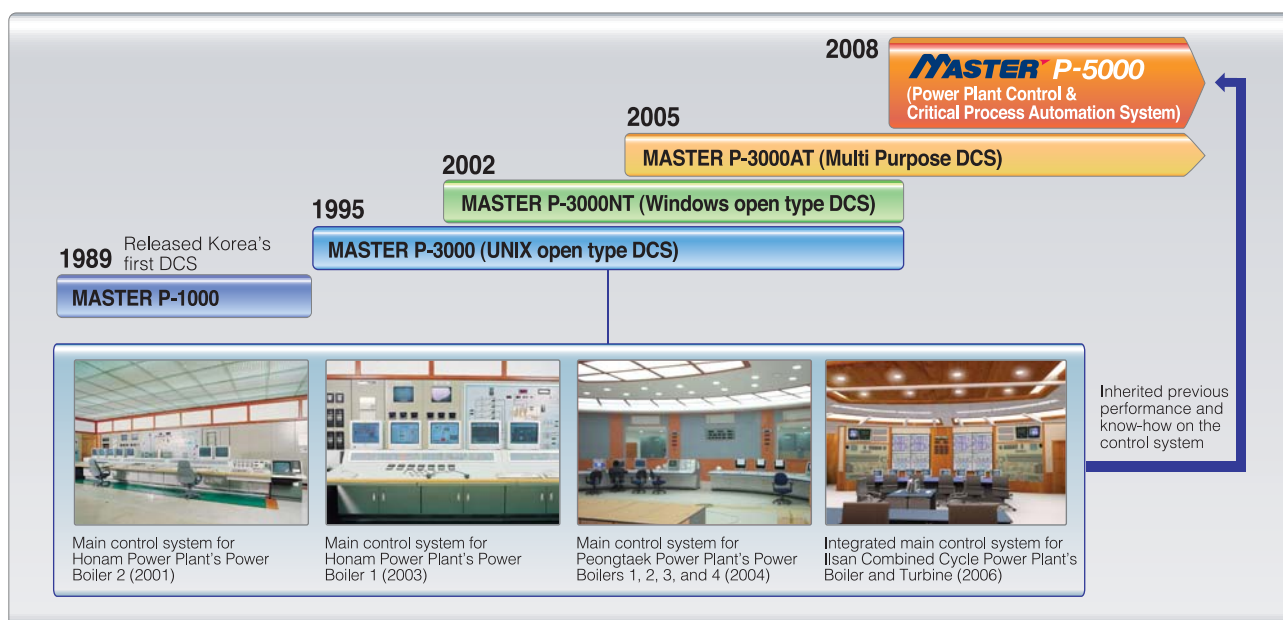 2008
MASTER P-5000
(Power Plant Control &
Critical Process Automation System)
2005
MASTER P-3000AT (Multi Purpose DCS)
2002
MASTER P-3000NT (Windows open type DCS)
1995
MASTER P-3000 (UNIX open type DCS)
1989
Released Korea's
first DCS
MASTER P-1000
Main control system for
Honam Power Plant's Power
Boiler 2 (2001)
Main control system for
Honam Power Plant's Power
Boiler 1 (2003)
Main control system for
Peongtaek Power Plant's Power
Boilers 1, 2, 3, and 4 (2004)
Integrated main control system for
Ilsan Combined Cycle Power Plant's
Boiler and Turbine (2006)
Inherited previous
performance and
know-how on the
control system